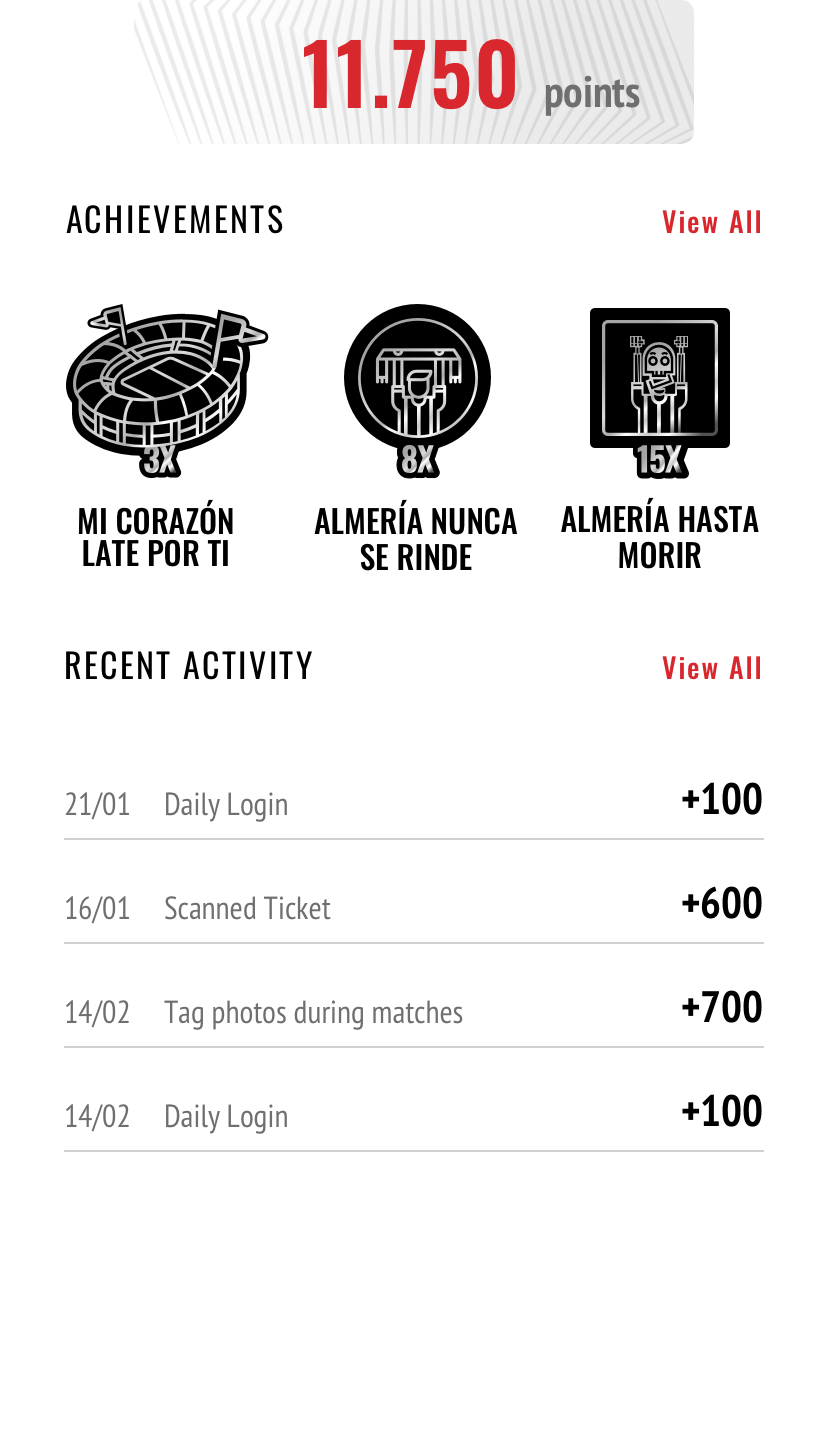 11.750 points
ACHIEVEMENTS View All
3X 8X 15X
MI CORAZÓN
LATE POR TI
ALMERÍA NUNCA
SE RINDE
ALMERÍA HASTA
MORIR
RECENT ACTIVITY View All
21/01 Daily Login +100
16/01 Scanned Ticket +600
14/02 Tag photos during matches +700
14/02 Daily Login +100